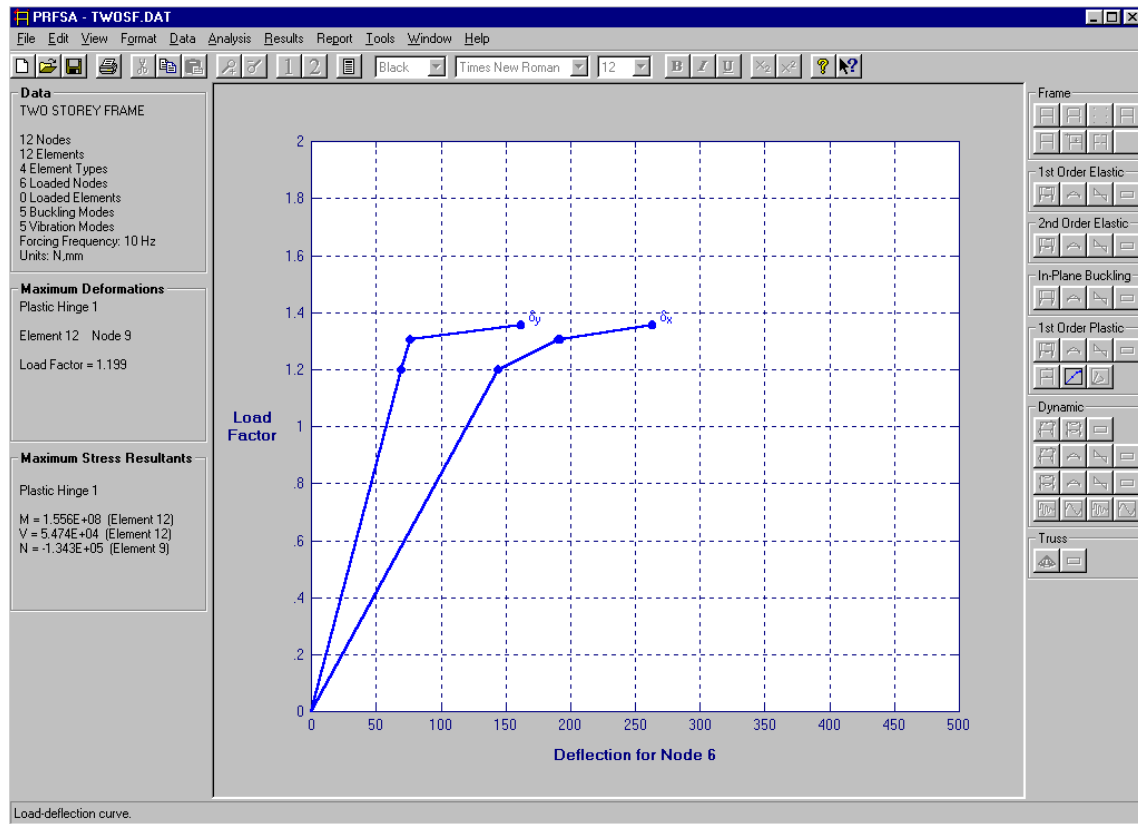 PRFSA - TWOSF.DAT
File Edit View Format Data Analysis Results Report Tools Window Help
1 2 Black Times New Roman 12 B I U X₂ X² ? ?
Data
TWO STOREY FRAME
12 Nodes
12 Elements
4 Element Types
6 Loaded Nodes
0 Loaded Elements
5 Buckling Modes
5 Vibration Modes
Forcing Frequency: 10 Hz
Units: N,mm
Maximum Deformations
Plastic Hinge 1
Element 12 Node 9
Load Factor = 1.199
Maximum Stress Resultants
Plastic Hinge 1
M = 1.556E+08 (Element 12)
V = 5.474E+04 (Element 12)
N = -1.343E+05 (Element 9)
2
1.8
1.6
1.4
1.2
1
.8
.6
.4
.2
0
Load
Factor
δy
δx
0 50 100 150 200 250 300 350 400 450 500
Deflection for Node 6
Frame
1st Order Elastic
2nd Order Elastic
In-Plane Buckling
1st Order Plastic
Dynamic
Truss
Load-deflection curve.